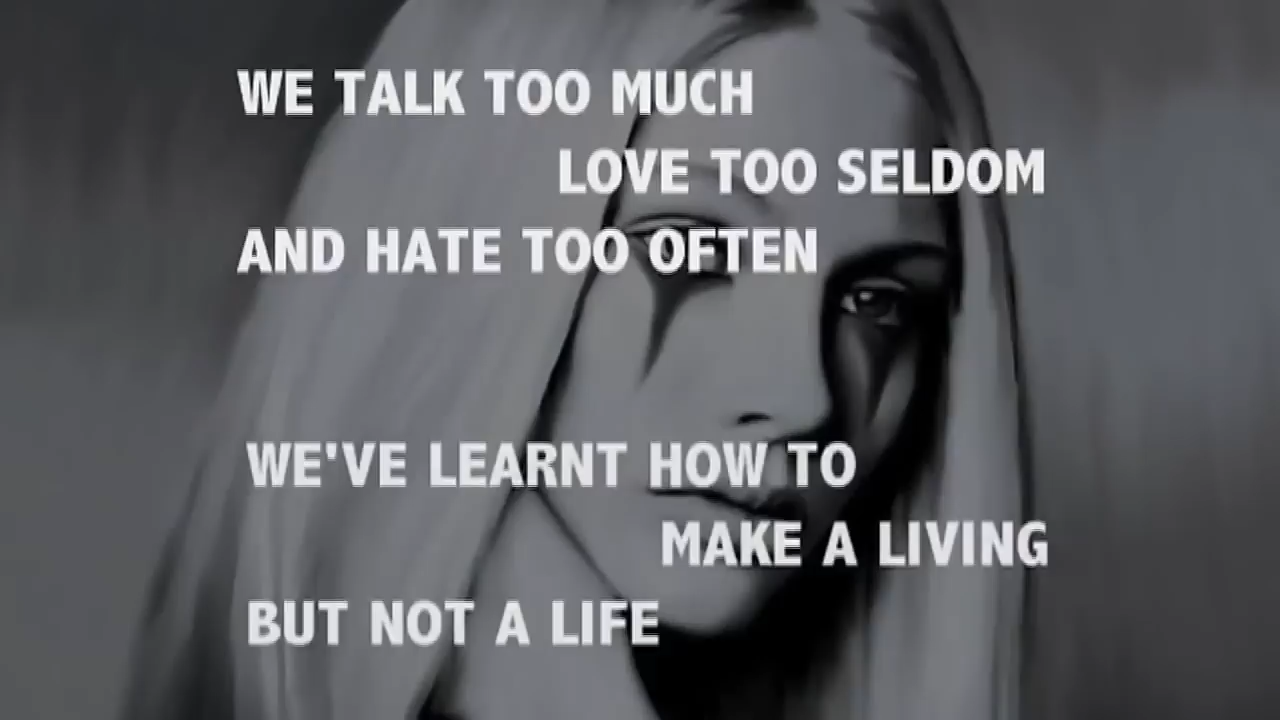 WE TALK TOO MUCH
LOVE TOO SELDOM
AND HATE TOO OFTEN
WE'VE LEARNT HOW TO
MAKE A LIVING
BUT NOT A LIFE